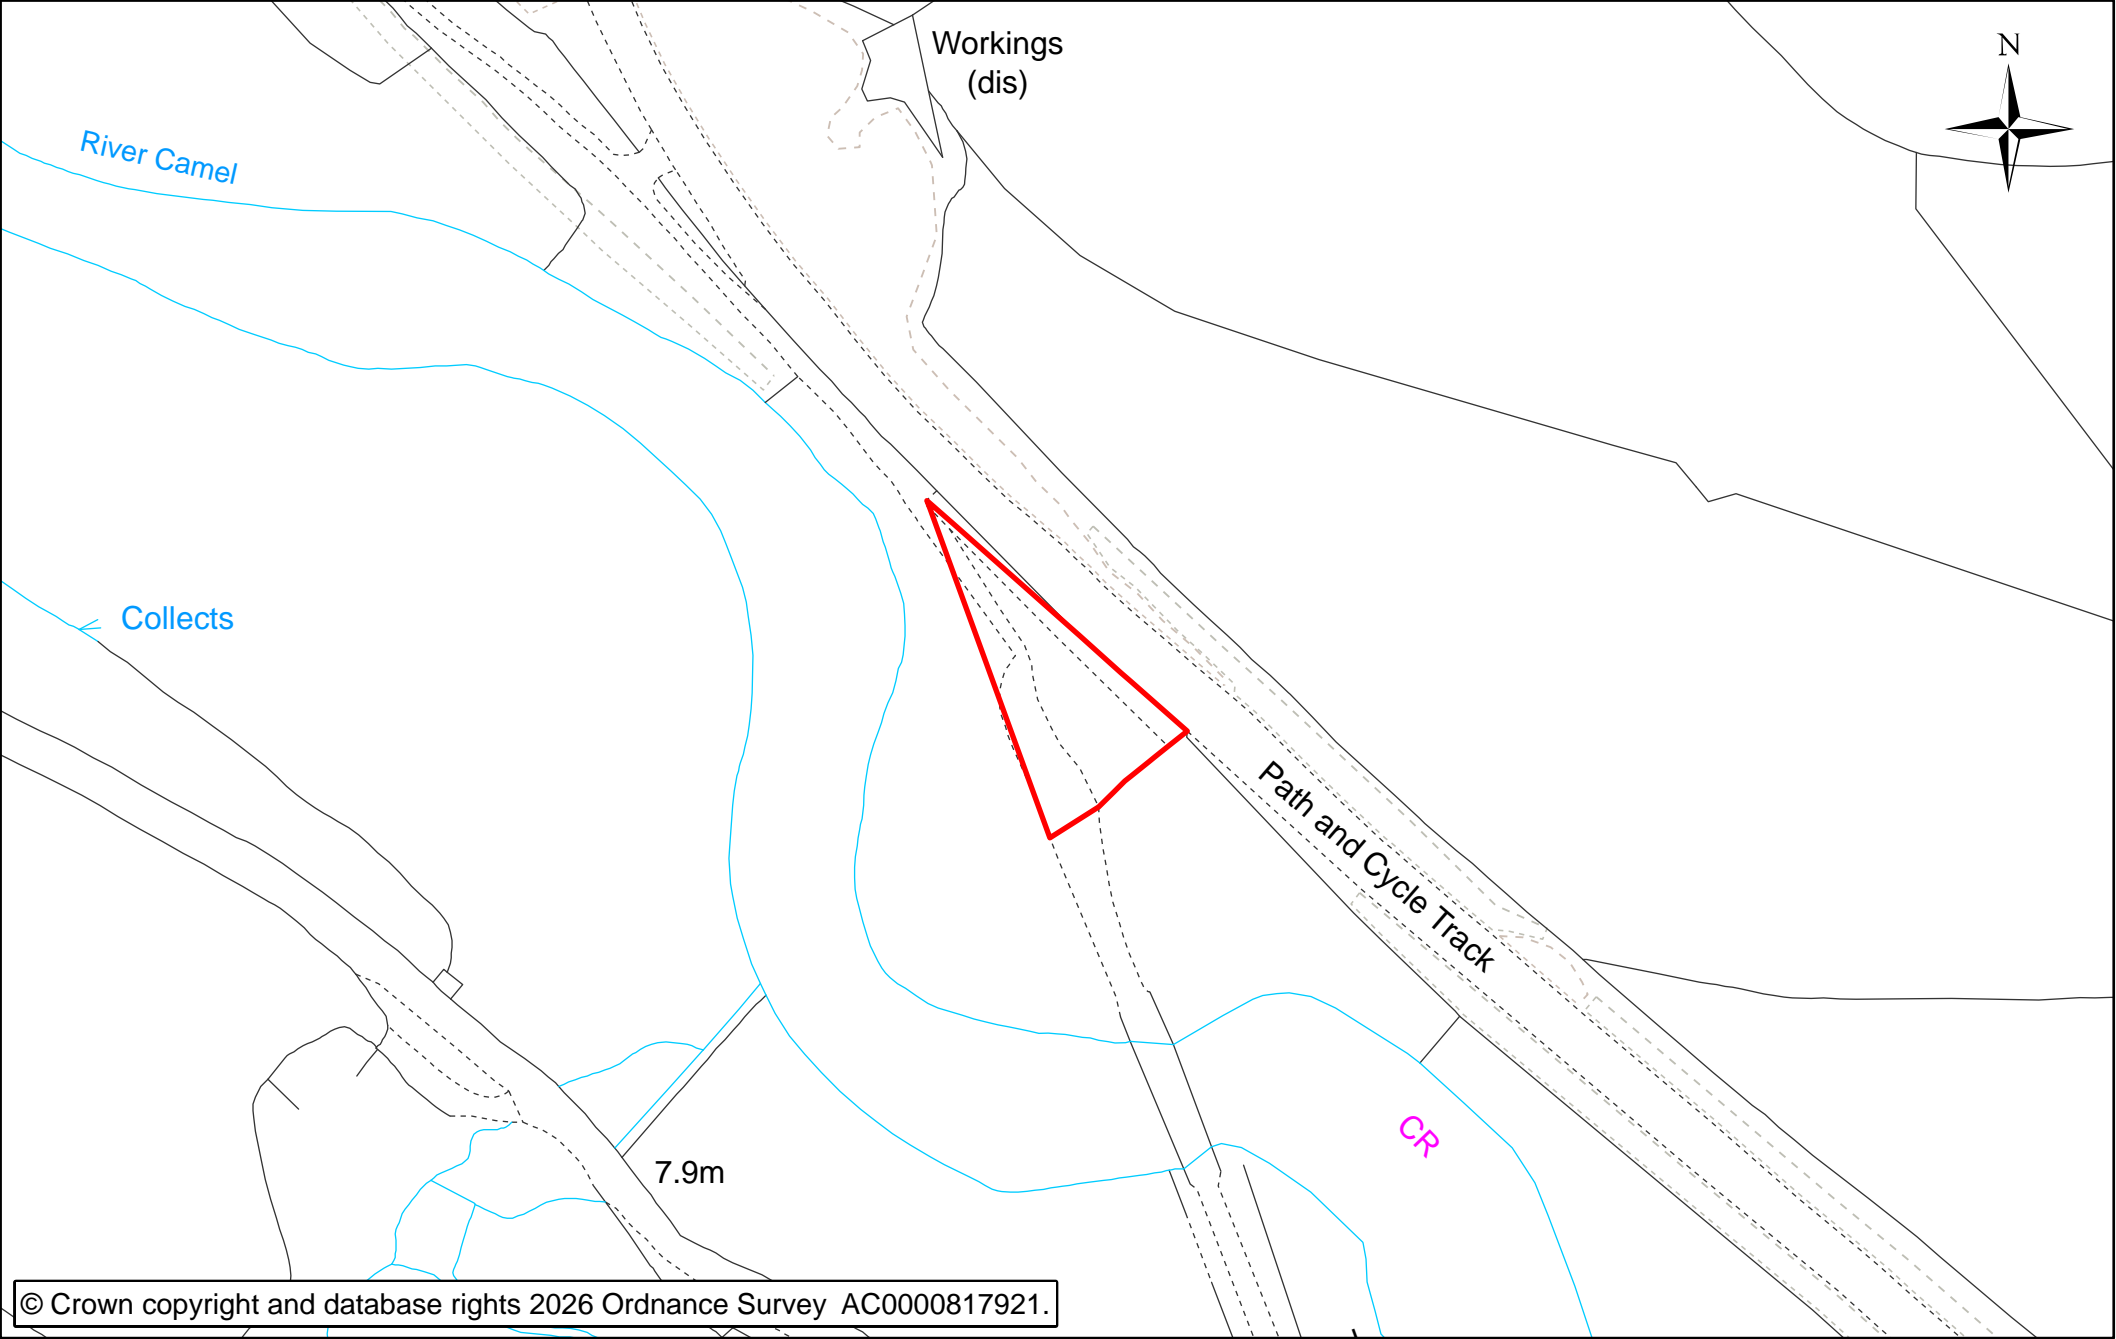 Workings
(dis)
N
River Camel
Collects
Path and Cycle Track
CR
7.9m
© Crown copyright and database rights 2026 Ordnance Survey AC0000817921.